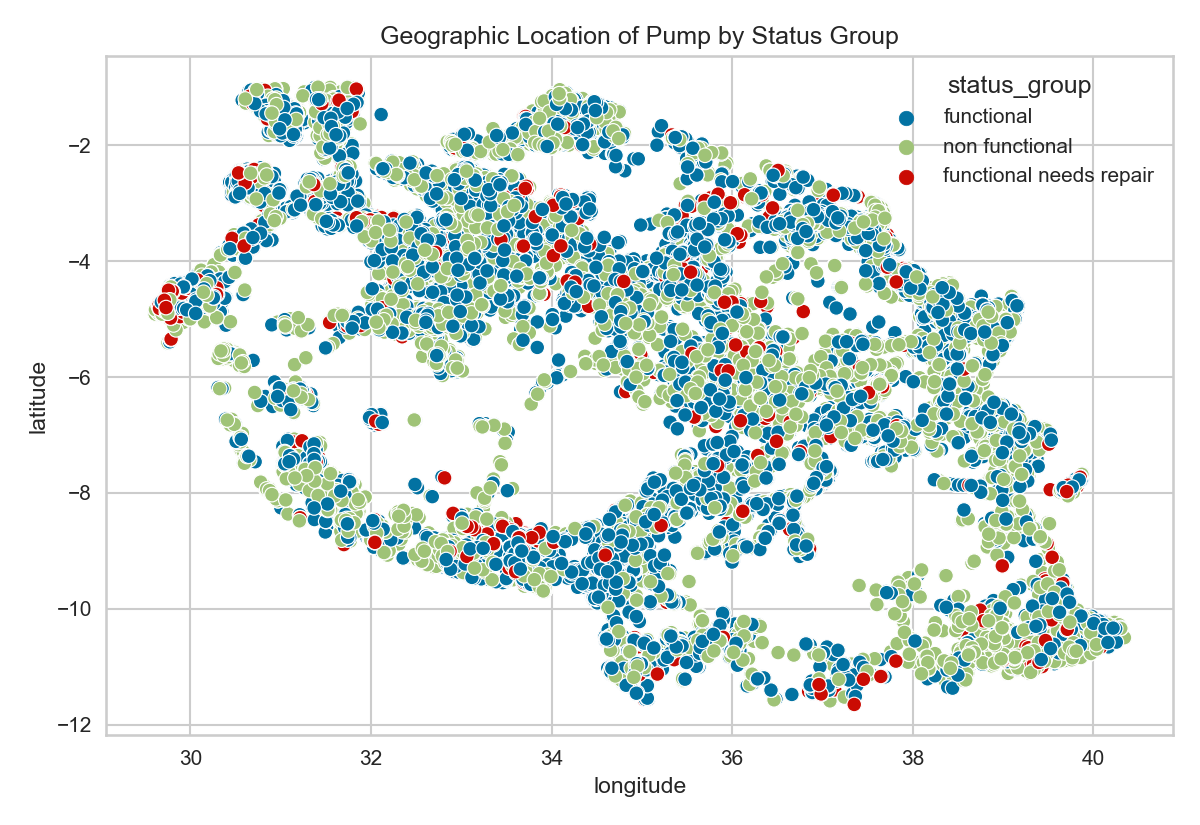 Geographic Location of Pump by Status Group
status_group
functional
non functional
functional needs repair
−2
−4
−6
−8
−10
−12
latitude
30 32 34 36 38 40
longitude